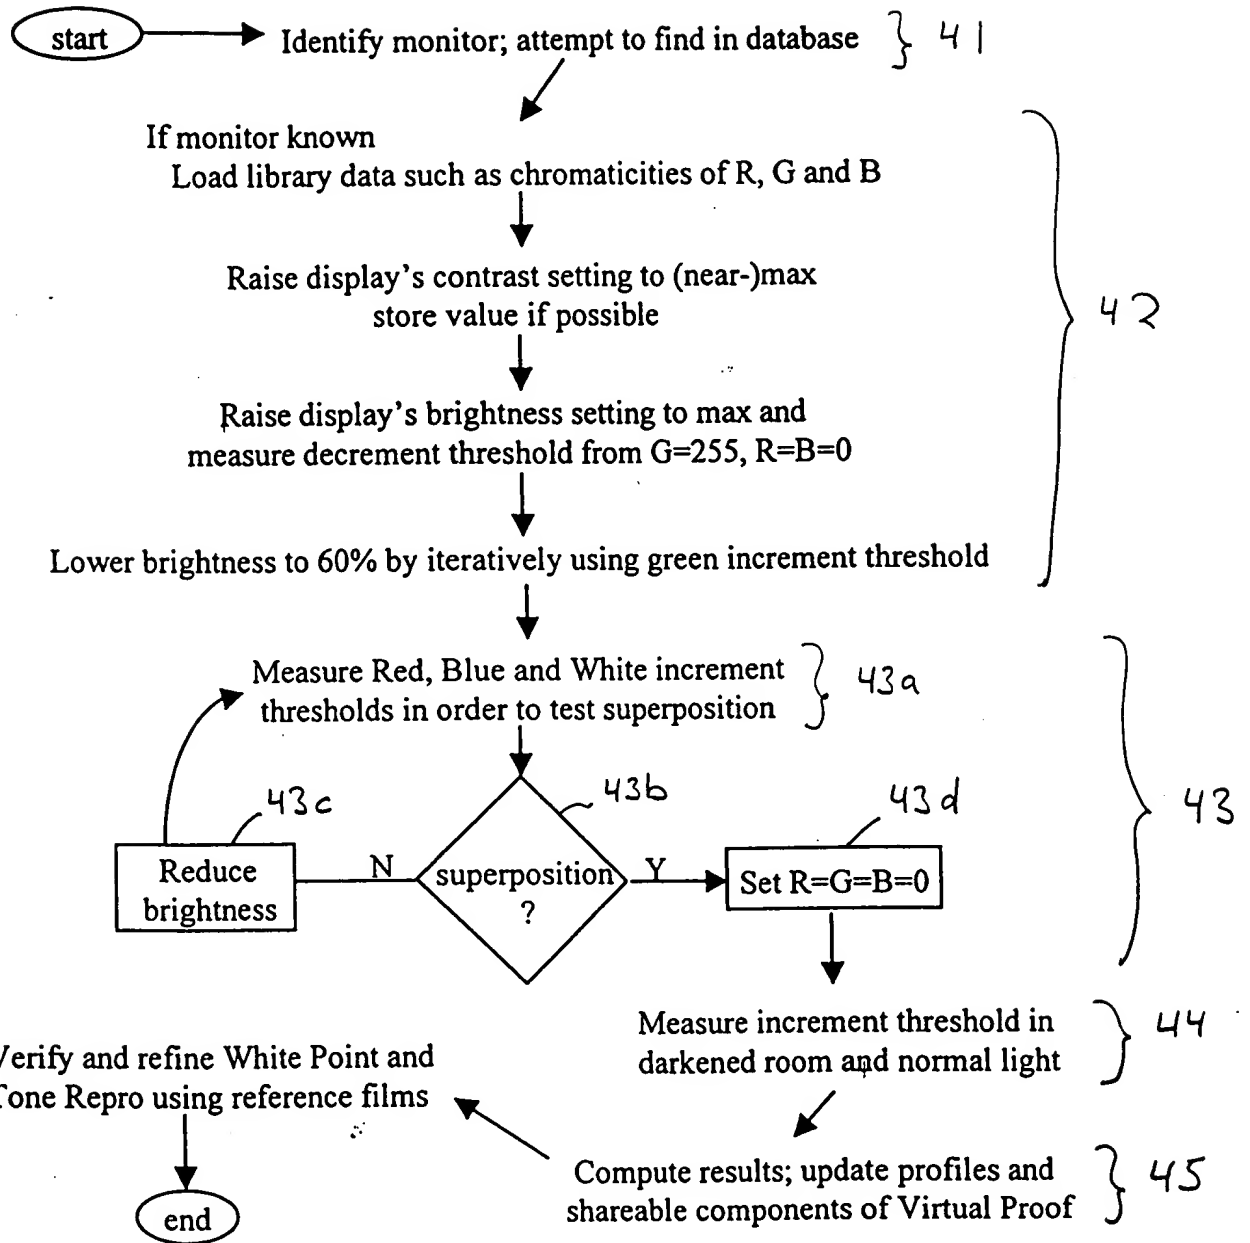 start
Identify monitor; attempt to find in database
41
If monitor known
Load library data such as chromaticities of R, G and B
Raise display's contrast setting to (near-)max
store value if possible
42
Raise display's brightness setting to max and
measure decrement threshold from G=255, R=B=0
Lower brightness to 60% by iteratively using green increment threshold
Measure Red, Blue and White increment
thresholds in order to test superposition
43a
43c
43b
43d
43
Reduce
brightness
N
superposition
?
Y
Set R=G=B=0
Measure increment threshold in
darkened room and normal light
44
Verify and refine White Point and
Tone Repro using reference films
Compute results; update profiles and
shareable components of Virtual Proof
45
end